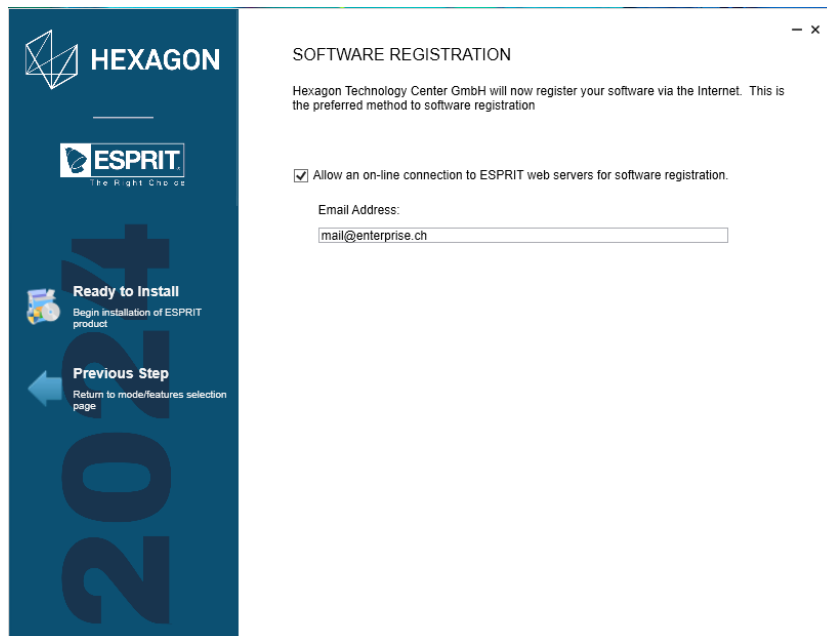 HEXAGON
ESPRIT
The Right Choice
2024
Ready to Install
Begin installation of ESPRIT
product
Previous Step
Return to mode/features selection
page
SOFTWARE REGISTRATION
Hexagon Technology Center GmbH will now register your software via the Internet.  This is
the preferred method to software registration
Allow an on-line connection to ESPRIT web servers for software registration.
Email Address:
mail@enterprise.ch